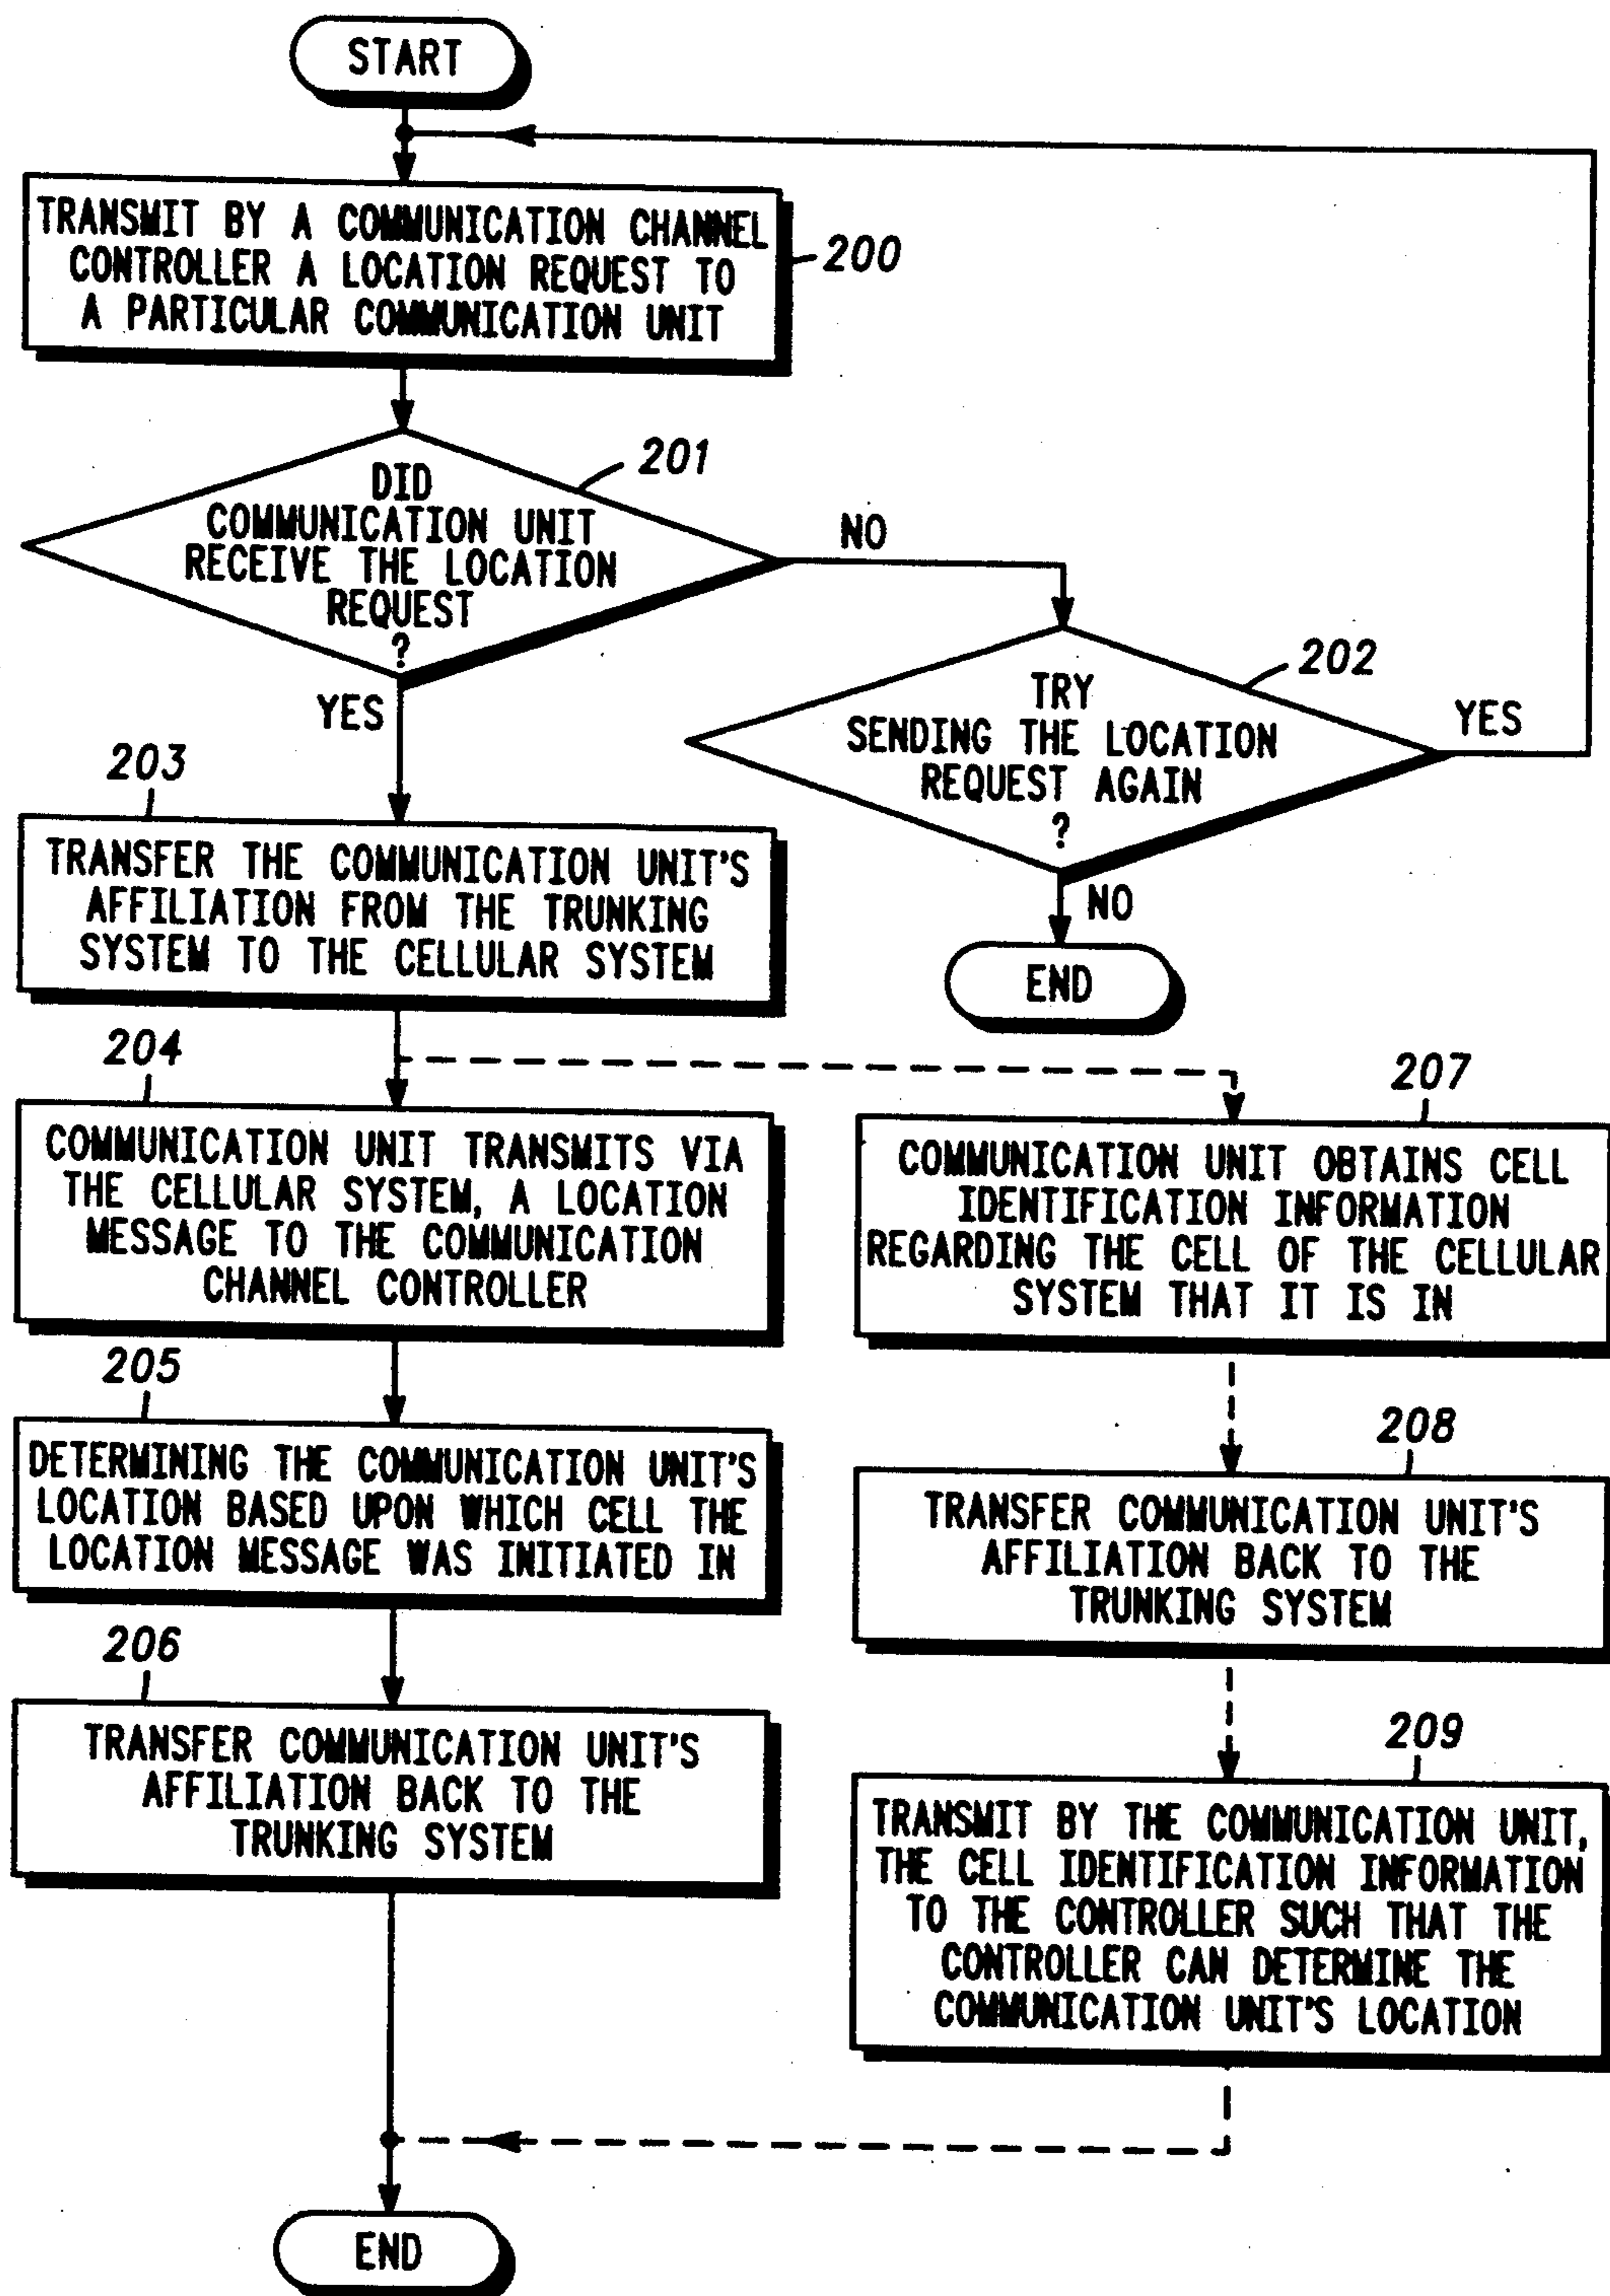 START
TRANSMIT BY A COMMUNICATION CHANNEL
CONTROLLER A LOCATION REQUEST TO
A PARTICULAR COMMUNICATION UNIT
200
DID
COMMUNICATION UNIT
RECEIVE THE LOCATION
REQUEST
?
201
NO
YES
TRY
SENDING THE LOCATION
REQUEST AGAIN
?
202
YES
NO
END
203
TRANSFER THE COMMUNICATION UNIT'S
AFFILIATION FROM THE TRUNKING
SYSTEM TO THE CELLULAR SYSTEM
204
COMMUNICATION UNIT TRANSMITS VIA
THE CELLULAR SYSTEM, A LOCATION
MESSAGE TO THE COMMUNICATION
CHANNEL CONTROLLER
205
DETERMINING THE COMMUNICATION UNIT'S
LOCATION BASED UPON WHICH CELL THE
LOCATION MESSAGE WAS INITIATED IN
206
TRANSFER COMMUNICATION UNIT'S
AFFILIATION BACK TO THE
TRUNKING SYSTEM
207
COMMUNICATION UNIT OBTAINS CELL
IDENTIFICATION INFORMATION
REGARDING THE CELL OF THE CELLULAR
SYSTEM THAT IT IS IN
208
TRANSFER COMMUNICATION UNIT'S
AFFILIATION BACK TO THE
TRUNKING SYSTEM
209
TRANSMIT BY THE COMMUNICATION UNIT,
THE CELL IDENTIFICATION INFORMATION
TO THE CONTROLLER SUCH THAT THE
CONTROLLER CAN DETERMINE THE
COMMUNICATION UNIT'S LOCATION
END